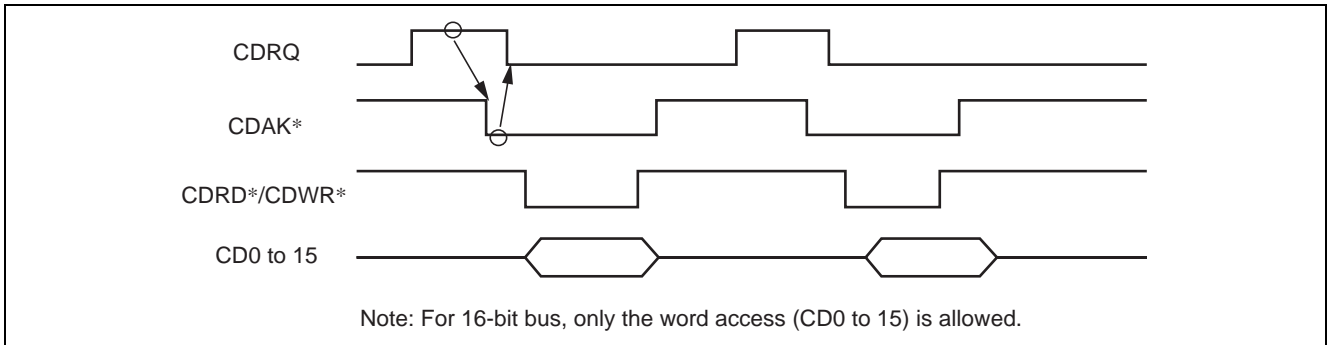 CDRQ
CDAK*
CDRD*/CDWR*
CD0 to 15
Note: For 16-bit bus, only the word access (CD0 to 15) is allowed.